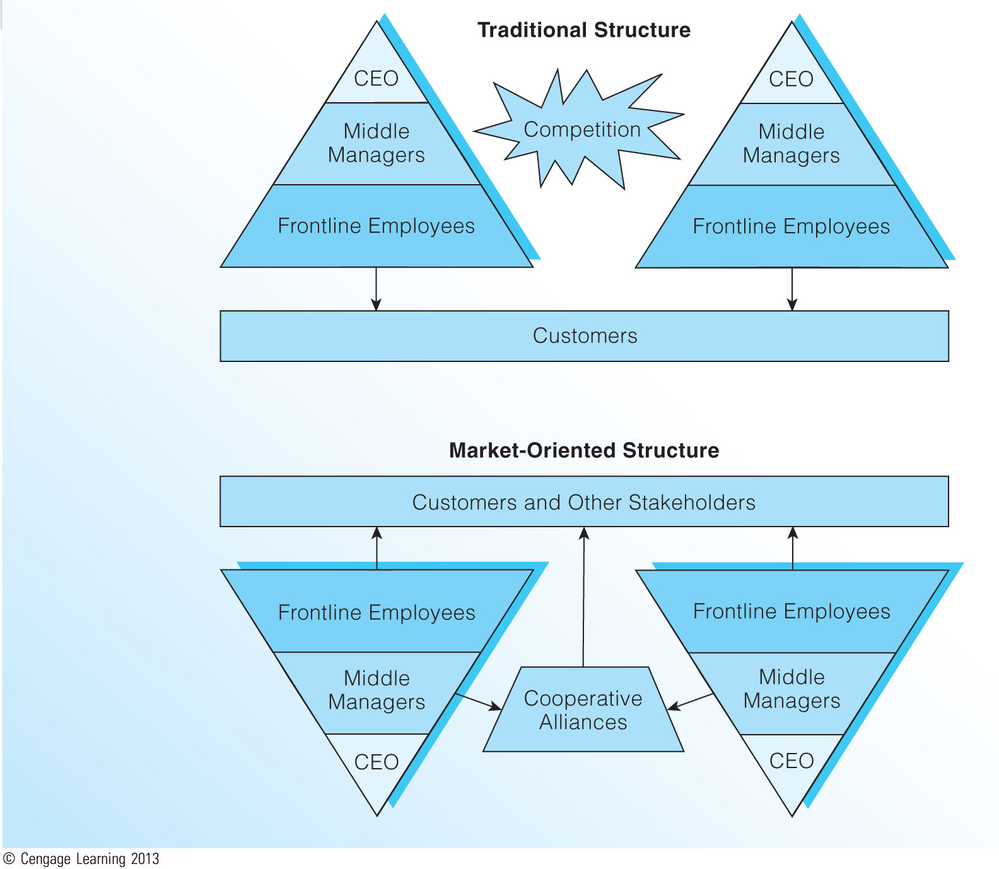 Traditional Structure
CEO
Middle
Managers
Frontline Employees
Competition
CEO
Middle
Managers
Frontline Employees
Customers
Market-Oriented Structure
Customers and Other Stakeholders
Frontline Employees
Middle
Managers
CEO
Cooperative
Alliances
Frontline Employees
Middle
Managers
CEO
© Cengage Learning 2013